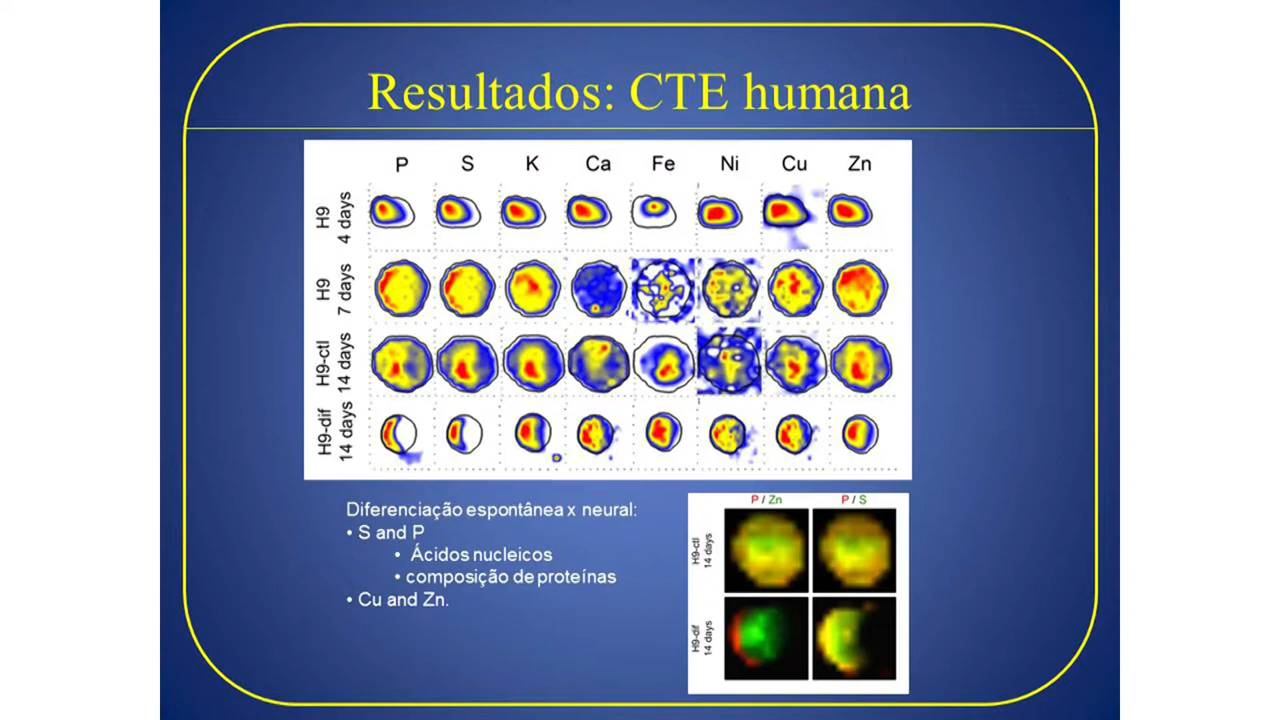 Resultados: CTE humana
P S K Ca Fe Ni Cu Zn
H9
4 days
H9
7 days
H9-ctl
14 days
H9-dif
14 days
Diferenciação espontânea x neural:
• S and P
• Ácidos nucleicos
• composição de proteínas
• Cu and Zn.
P / Zn P / S
H9-ctl
14 days
H9-dif
14 days